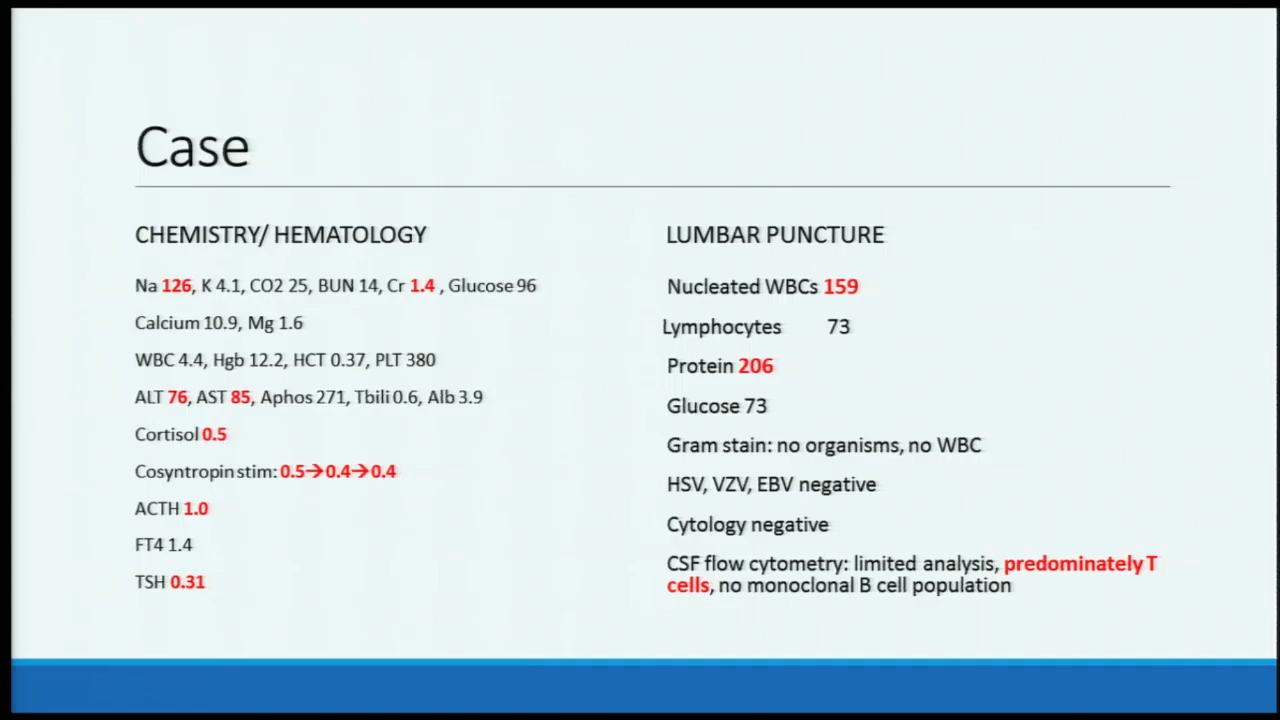 Case
CHEMISTRY/ HEMATOLOGY
Na 126, K 4.1, CO2 25, BUN 14, Cr 1.4 , Glucose 96
Calcium 10.9, Mg 1.6
WBC 4.4, Hgb 12.2, HCT 0.37, PLT 380
ALT 76, AST 85, Aphos 271, Tbili 0.6, Alb 3.9
Cortisol 0.5
Cosyntropin stim: 0.5→0.4→0.4
ACTH 1.0
FT4 1.4
TSH 0.31
LUMBAR PUNCTURE
Nucleated WBCs 159
Lymphocytes 73
Protein 206
Glucose 73
Gram stain: no organisms, no WBC
HSV, VZV, EBV negative
Cytology negative
CSF flow cytometry: limited analysis, predominately T
cells, no monoclonal B cell population